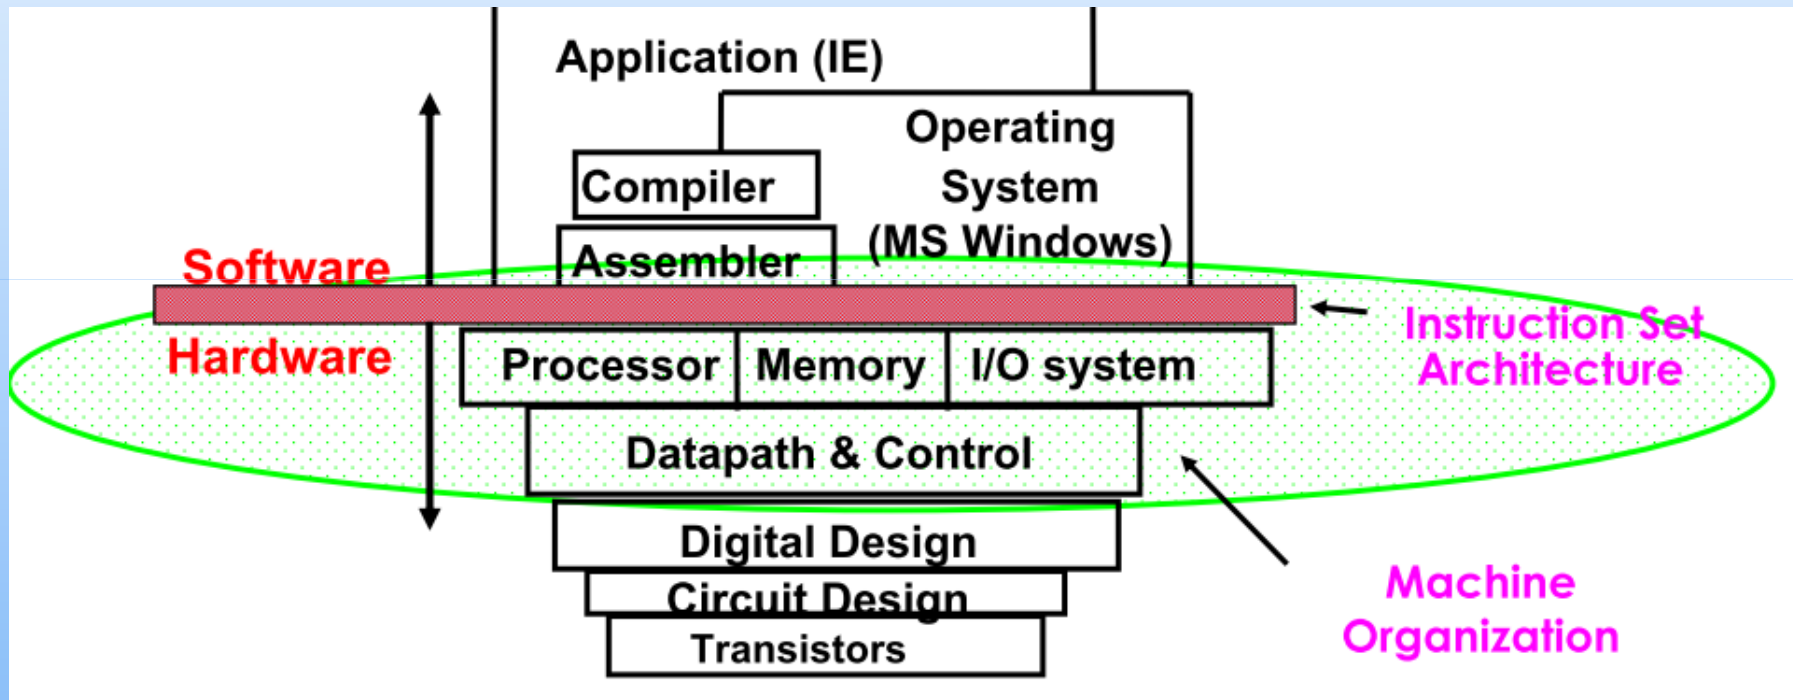 Application (IE)
Operating
System
(MS Windows)
Compiler
Assembler
Software
Hardware
Instruction Set
Architecture
Processor
Memory
I/O system
Datapath & Control
Digital Design
Circuit Design
Transistors
Machine
Organization